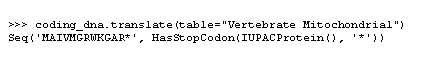 >>> coding_dna.translate(table="Vertebrate Mitochondrial")
Seq('MAIVMGRWKGAR*', HasStopCodon(IUPACProtein(), '*'))